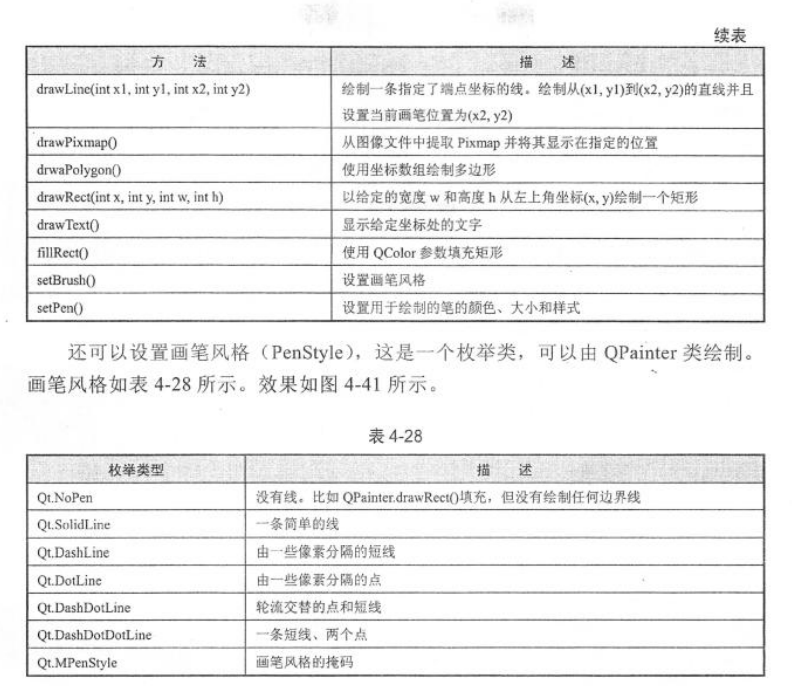 续表
方 法 描 述
drawLine(int x1, int y1, int x2, int y2) 绘制一条指定了端点坐标的线。绘制从(x1, y1)到(x2, y2)的直线并且
设置当前画笔位置为(x2, y2)
drawPixmap() 从图像文件中提取 Pixmap 并将其显示在指定的位置
drwaPolygon() 使用坐标数组绘制多边形
drawRect(int x, int y, int w, int h) 以给定的宽度 w 和高度 h 从左上角坐标(x, y)绘制一个矩形
drawText() 显示给定坐标处的文字
fillRect() 使用 QColor 参数填充矩形
setBrush() 设置画笔风格
setPen() 设置用于绘制的笔的颜色、大小和样式
还可以设置画笔风格（PenStyle），这是一个枚举类，可以由 QPainter 类绘制。
画笔风格如表 4-28 所示。效果如图 4-41 所示。
表 4-28
枚举类型 描 述
Qt.NoPen 没有线。比如 QPainter.drawRect()填充，但没有绘制任何边界线
Qt.SolidLine 一条简单的线
Qt.DashLine 由一些像素分隔的短线
Qt.DotLine 由一些像素分隔的点
Qt.DashDotLine 轮流交替的点和短线
Qt.DashDotDotLine 一条短线、两个点
Qt.MPenStyle 画笔风格的掩码